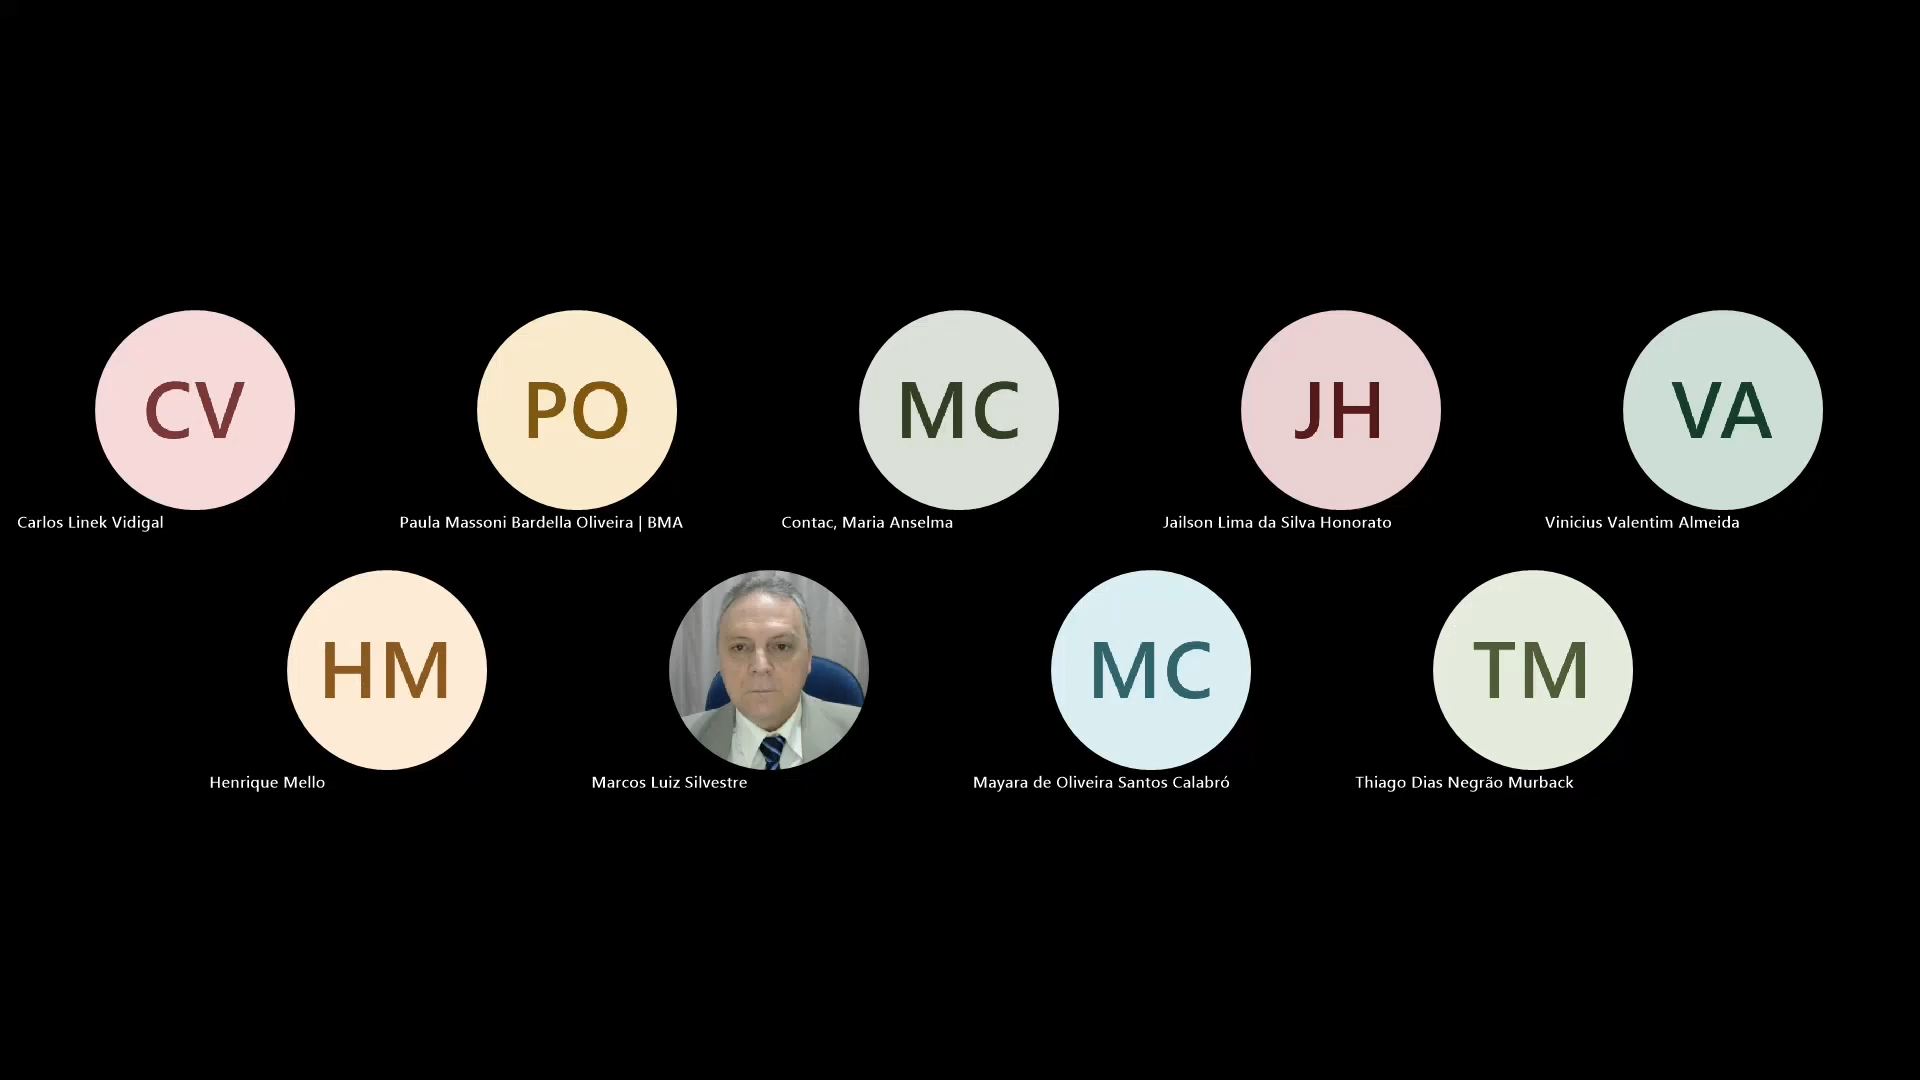 CV
PO
MC
JH
VA
Carlos Linek Vidigal
Paula Massoni Bardella Oliveira | BMA
Contac, Maria Anselma
Jailson Lima da Silva Honorato
Vinicius Valentim Almeida
HM
MC
TM
Henrique Mello
Marcos Luiz Silvestre
Mayara de Oliveira Santos Calabró
Thiago Dias Negrão Murback